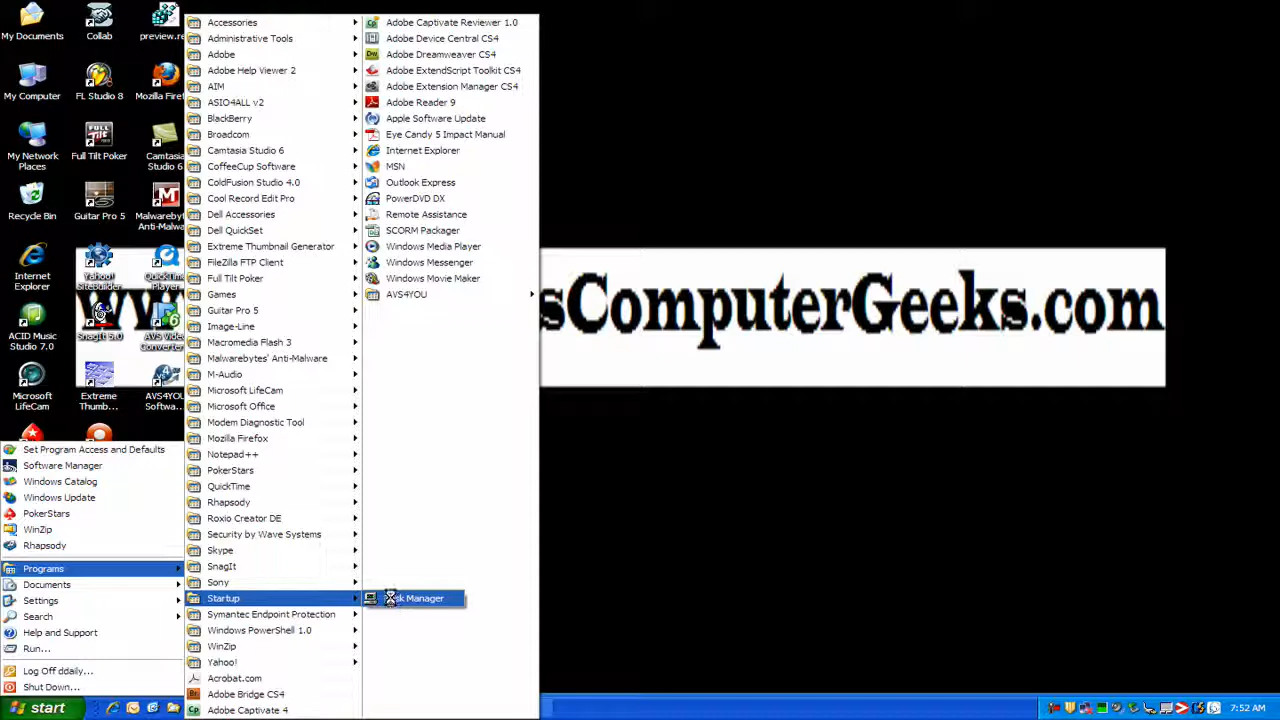 My Documents
Collab
preview.re
My Computer
FL Studio 8
Mozilla Firef
My Network
Places
Full Tilt Poker
Camtasia
Studio 6
Recycle Bin
Guitar Pro 5
Malwareby
Anti-Malwa
Internet
Explorer
Yahoo!
SiteBuilder
QuickTime
Player
ACID Music
Studio 7.0
SnagIt 8.0
AVS Video
Converter
Microsoft
LifeCam
Extreme
Thumb...
AVS4YOU
Softwa...
sComputerGeeks.com
Set Program Access and Defaults
Software Manager
Windows Catalog
Windows Update
PokerStars
WinZip
Rhapsody
Programs
Documents
Settings
Search
Help and Support
Run...
Log Off ddaily...
Shut Down...
Accessories
Administrative Tools
Adobe
Adobe Help Viewer 2
AIM
ASIO4ALL v2
BlackBerry
Broadcom
Camtasia Studio 6
CoffeeCup Software
ColdFusion Studio 4.0
Cool Record Edit Pro
Dell Accessories
Dell QuickSet
Extreme Thumbnail Generator
FileZilla FTP Client
Full Tilt Poker
Games
Guitar Pro 5
Image-Line
Macromedia Flash 3
Malwarebytes' Anti-Malware
M-Audio
Microsoft LifeCam
Microsoft Office
Modem Diagnostic Tool
Mozilla Firefox
Notepad++
PokerStars
QuickTime
Rhapsody
Roxio Creator DE
Security by Wave Systems
Skype
SnagIt
Sony
Startup
Symantec Endpoint Protection
Windows PowerShell 1.0
WinZip
Yahoo!
Acrobat.com
Adobe Bridge CS4
Adobe Captivate 4
Adobe Captivate Reviewer 1.0
Adobe Device Central CS4
Adobe Dreamweaver CS4
Adobe ExtendScript Toolkit CS4
Adobe Extension Manager CS4
Adobe Reader 9
Apple Software Update
Eye Candy 5 Impact Manual
Internet Explorer
MSN
Outlook Express
PowerDVD DX
Remote Assistance
SCORM Packager
Windows Media Player
Windows Messenger
Windows Movie Maker
AVS4YOU
sk Manager
start
7:52 AM